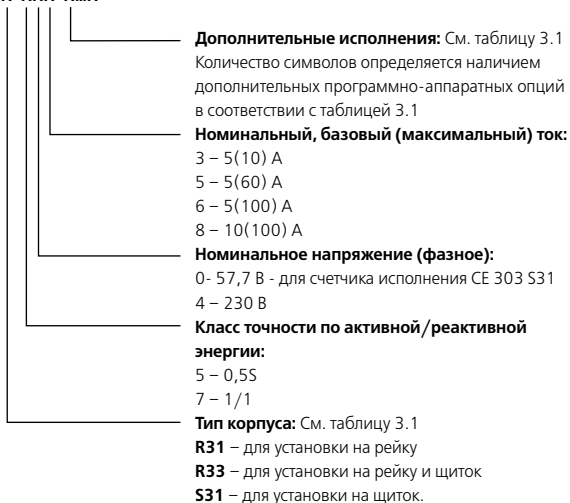 Дополнительные исполнения: См. таблицу 3.1
Количество символов определяется наличием
дополнительных программно-аппаратных опций
в соответствии с таблицей 3.1
Номинальный, базовый (максимальный) ток:
3 – 5(10) А
5 – 5(60) А
6 – 5(100) А
8 – 10(100) А
Номинальное напряжение (фазное):
0- 57,7 В - для счетчика исполнения CE 303 S31
4 – 230 В
Класс точности по активной/реактивной
энергии:
5 – 0,5S
7 – 1/1
Тип корпуса: См. таблицу 3.1
R31 – для установки на рейку
R33 – для установки на рейку и щиток
S31 – для установки на щиток.